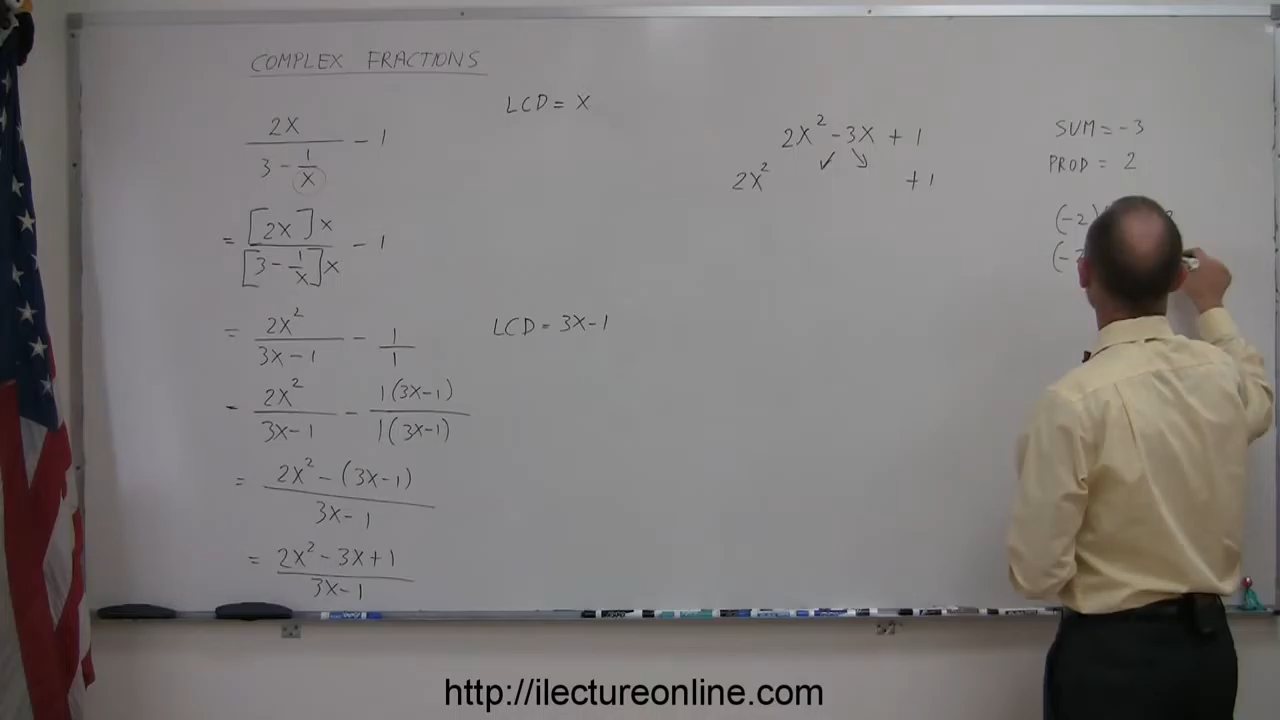 COMPLEX FRACTIONS
LCD = X
2X / (3 - 1/X) - 1
= [2X]X / [3 - 1/X]X - 1
= 2X² / 3X-1 - 1/1
LCD = 3X-1
- 2X² / 3X-1 - 1(3X-1) / 1(3X-1)
= 2X² - (3X-1) / 3X-1
= 2X² - 3X + 1 / 3X-1
2X² - 3X + 1
2X² + 1
SUM = -3
PROD = 2
(-2)
(-
http://ilectureonline.com